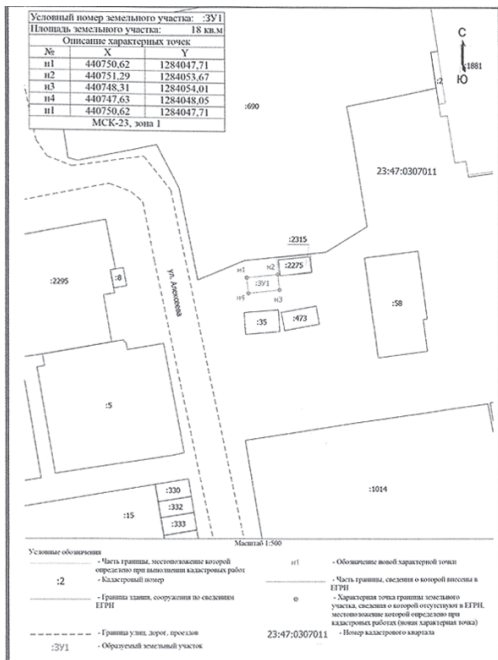 Условный номер земельного участка: :ЗУ1
Площадь земельного участка: 18 кв.м
Описание характерных точек
№ X Y
н1 440750,62 1284047,71
н2 440751,29 1284053,67
н3 440748,31 1284054,01
н4 440747,63 1284048,05
н1 440750,62 1284047,71
МСК-23, зона 1
С
Ю
:690
:2
:1881
23:47:0307011
:2315
н1
н2
:2275
:ЗУ1
н4
н3
:2295
:8
ул. Алексеева
:58
:35
:473
:5
:1014
:330
:332
:333
:15
Масштаб 1:500
Условные обозначения
- Часть границы, местоположение которой
определено при выполнении кадастровых работ
:2 - Кадастровый номер
- Граница здания, сооружения по сведениям
ЕГРН
- Граница улиц, дорог, проездов
:ЗУ1 - Образуемый земельный участок
н1 - Обозначение новой характерной точки
- Часть границы, сведения о которой внесены в
ЕГРН
- Характерная точка границы земельного
участка, сведения о которой отсутствуют в ЕГРН,
местоположение которой определено при
кадастровых работах (новая характерная точка)
23:47:0307011 - Номер кадастрового квартала